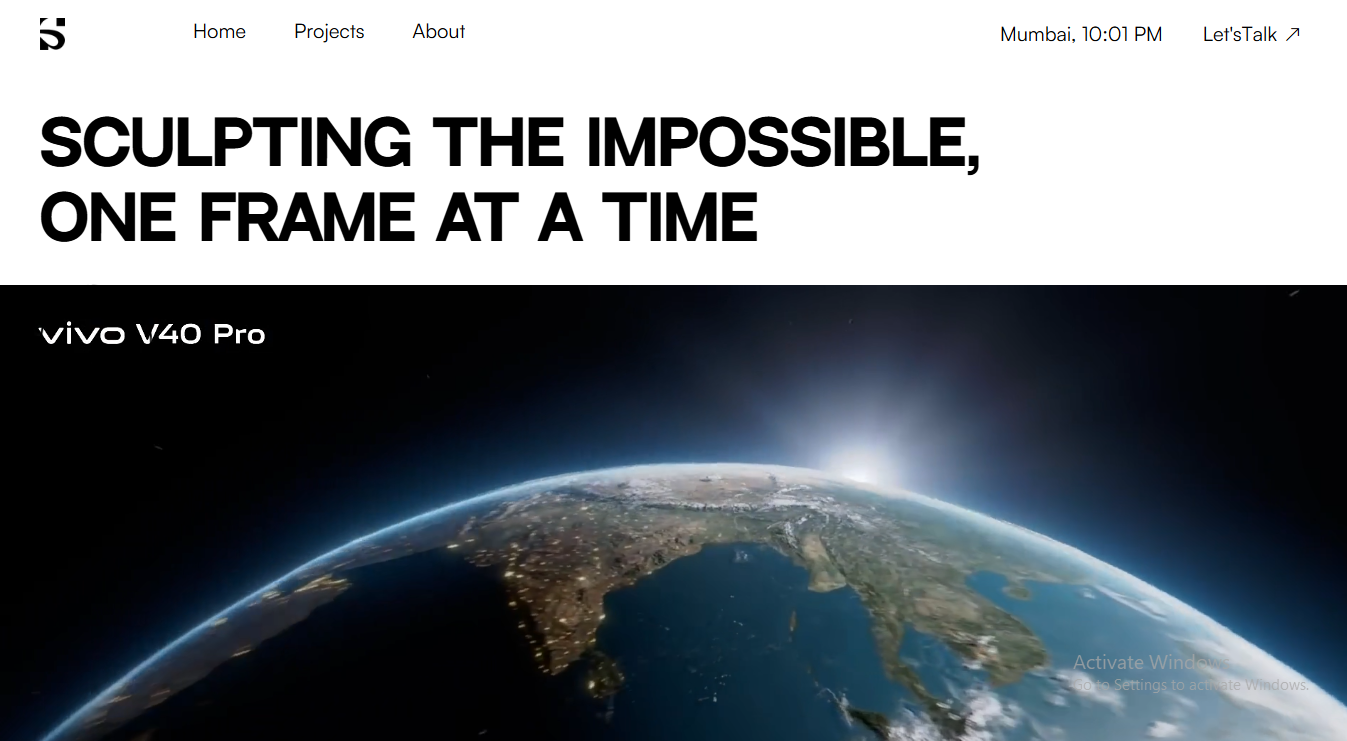 Home
Projects
About
Mumbai, 10:01 PM
Let'sTalk
SCULPTING THE IMPOSSIBLE,
ONE FRAME AT A TIME
vivo V40 Pro
Activate Windows
Go to Settings to activate Windows.